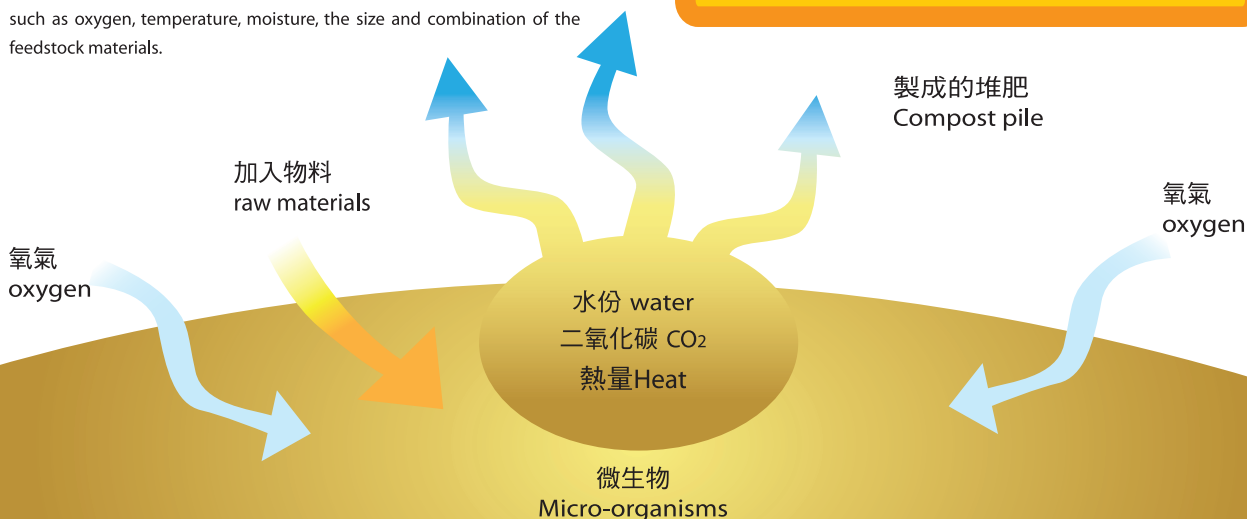 such as oxygen, temperature, moisture, the size and combination of the
feedstock materials.
製成的堆肥
Compost pile
加入物料
raw materials
氧氣
oxygen
氧氣
oxygen
水份 water
二氧化碳 CO2
熱量Heat
微生物
Micro-organisms